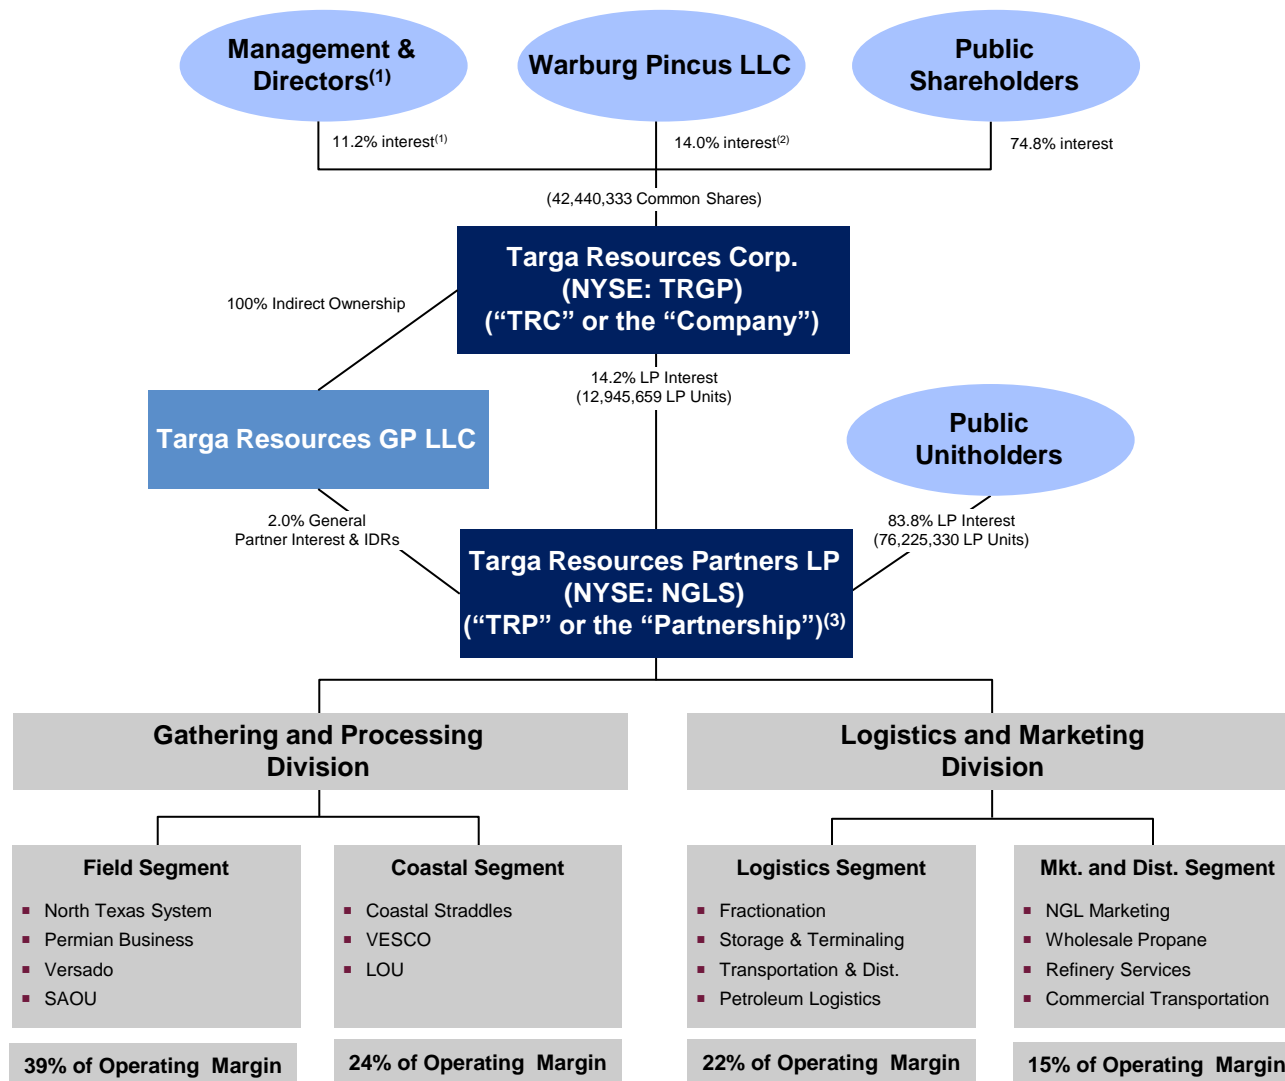 Management &
Directors(1)
Warburg Pincus LLC
Public
Shareholders
11.2% interest(1)
14.0% interest(2)
74.8% interest
(42,440,333 Common Shares)
Targa Resources Corp.
(NYSE: TRGP)
(“TRC” or the “Company”)
100% Indirect Ownership
14.2% LP Interest
(12,945,659 LP Units)
Targa Resources GP LLC
Public
Unitholders
2.0% General
Partner Interest & IDRs
83.8% LP Interest
(76,225,330 LP Units)
Targa Resources Partners LP
(NYSE: NGLS)
(“TRP” or the “Partnership”)(3)
Gathering and Processing
Division
Logistics and Marketing
Division
Field Segment
▪ North Texas System
▪ Permian Business
▪ Versado
▪ SAOU
Coastal Segment
▪ Coastal Straddles
▪ VESCO
▪ LOU
Logistics Segment
▪ Fractionation
▪ Storage & Terminaling
▪ Transportation & Dist.
▪ Petroleum Logistics
Mkt. and Dist. Segment
▪ NGL Marketing
▪ Wholesale Propane
▪ Refinery Services
▪ Commercial Transportation
39% of Operating Margin
24% of Operating Margin
22% of Operating Margin
15% of Operating Margin